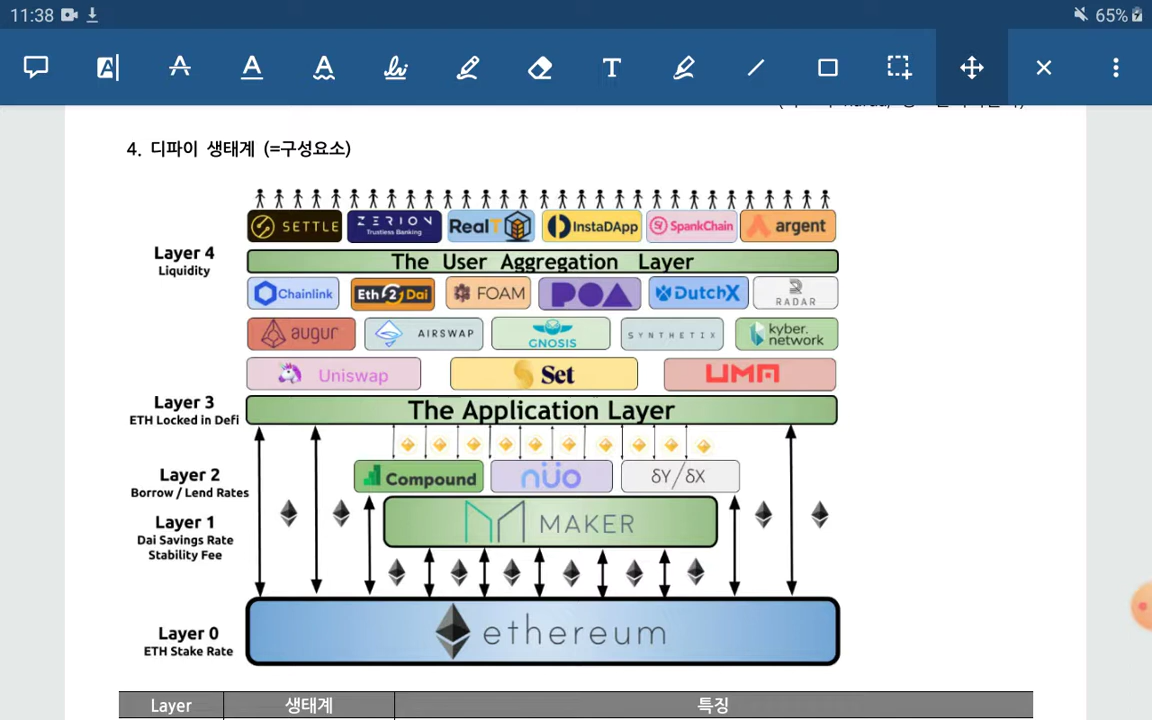 11:38
65%
4. 디파이 생태계 (=구성요소)
SETTLE ZERION Trustless Banking RealT InstaDApp SpankChain argent
Layer 4
Liquidity
The User Aggregation Layer
Chainlink Eth2Dai FOAM POA DutchX RADAR
augur AIRSWAP GNOSIS SYNTHETIX kyber.network
Uniswap Set UMA
Layer 3
ETH Locked in Defi
The Application Layer
Layer 2
Borrow / Lend Rates
Compound nüo δY/δX
Layer 1
Dai Savings Rate
Stability Fee
MAKER
Layer 0
ETH Stake Rate
ethereum
Layer 생태계 특징